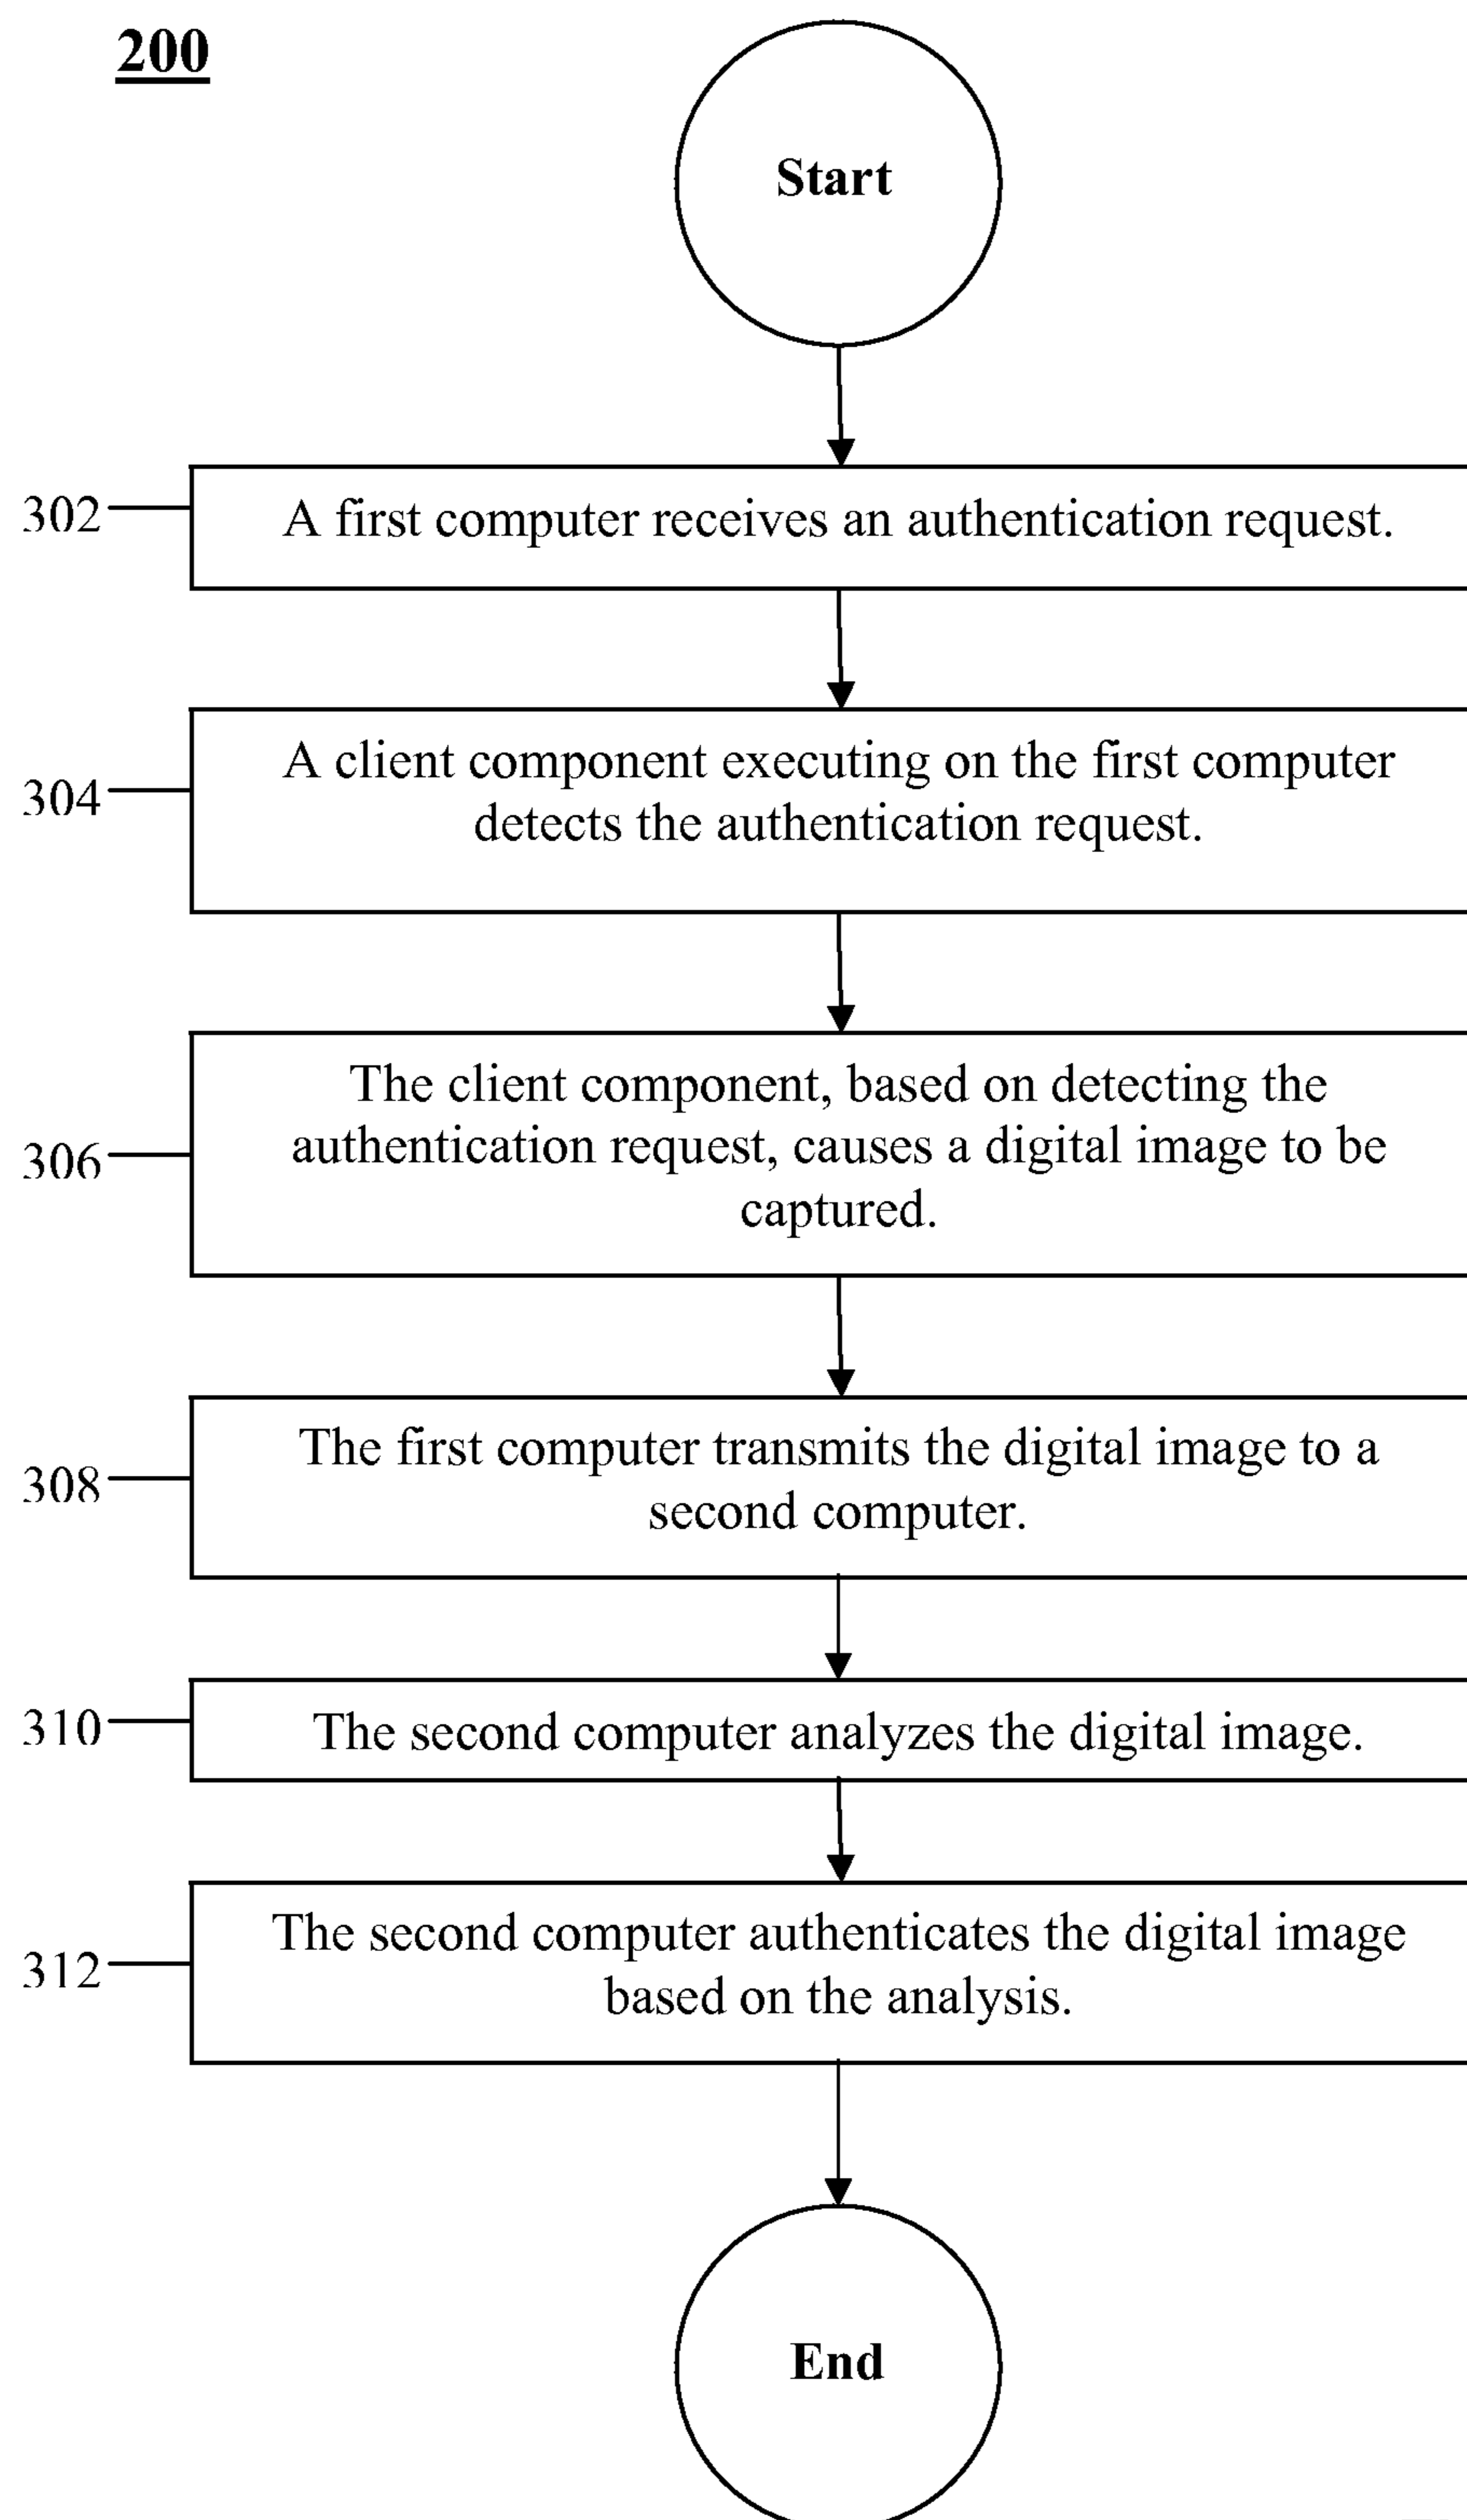 200
Start
302
A first computer receives an authentication request.
304
A client component executing on the first computer
detects the authentication request.
306
The client component, based on detecting the
authentication request, causes a digital image to be
captured.
308
The first computer transmits the digital image to a
second computer.
310
The second computer analyzes the digital image.
312
The second computer authenticates the digital image
based on the analysis.
End